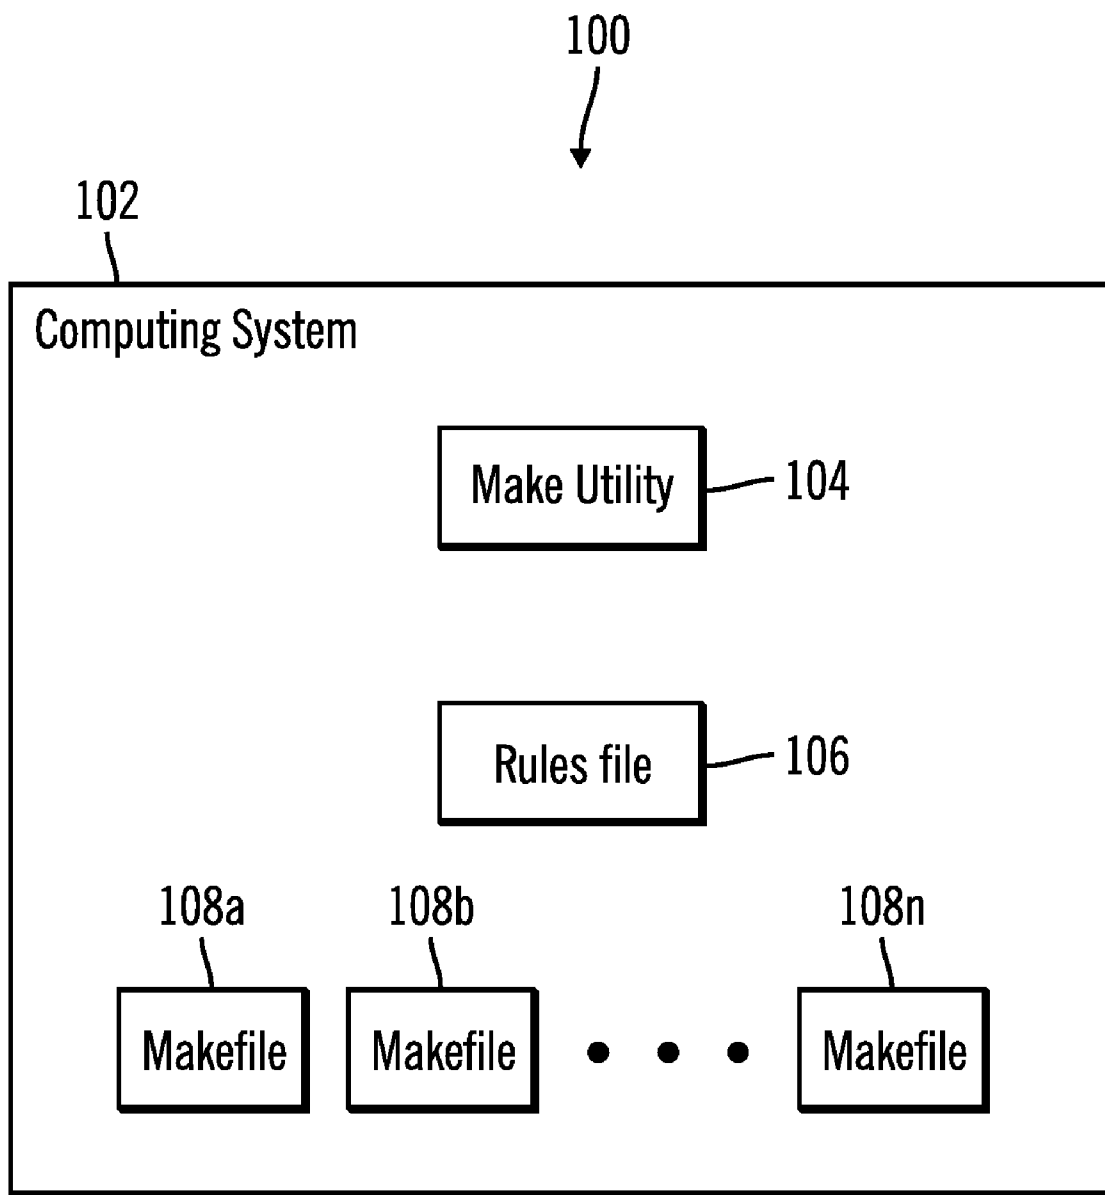 100
102
Computing System
Make Utility 104
Rules file 106
108a 108b 108n
Makefile Makefile • • • Makefile